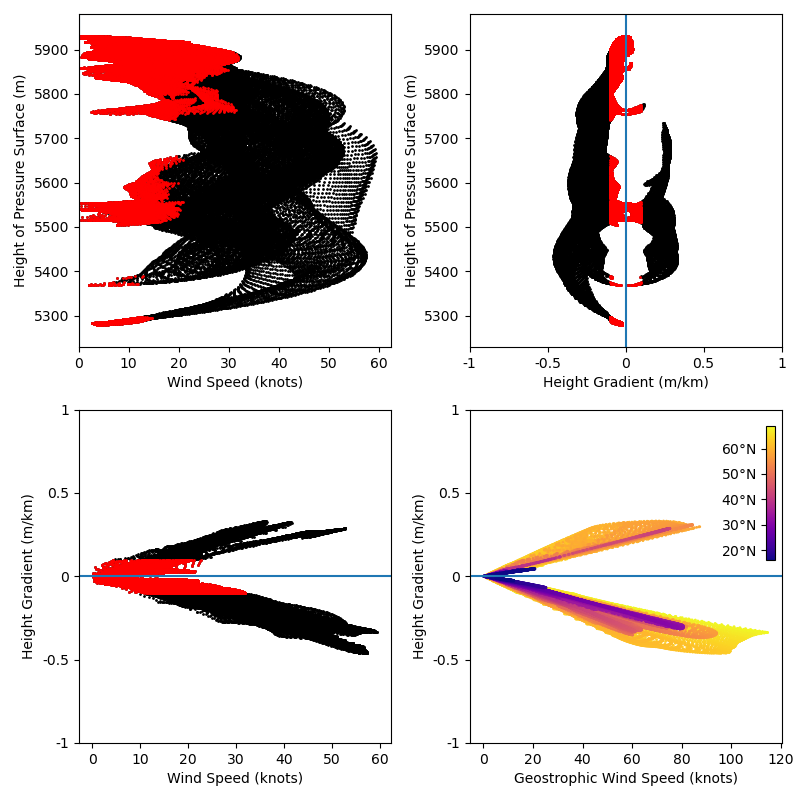 5900
5800
5700
5600
5500
5400
5300
Height of Pressure Surface (m)
0 10 20 30 40 50 60
Wind Speed (knots)
5900
5800
5700
5600
5500
5400
5300
Height of Pressure Surface (m)
-1 -0.5 0 0.5 1
Height Gradient (m/km)
1
0.5
0
-0.5
-1
Height Gradient (m/km)
0 10 20 30 40 50 60
Wind Speed (knots)
1
0.5
0
-0.5
-1
Height Gradient (m/km)
60°N
50°N
40°N
30°N
20°N
0 20 40 60 80 100 120
Geostrophic Wind Speed (knots)